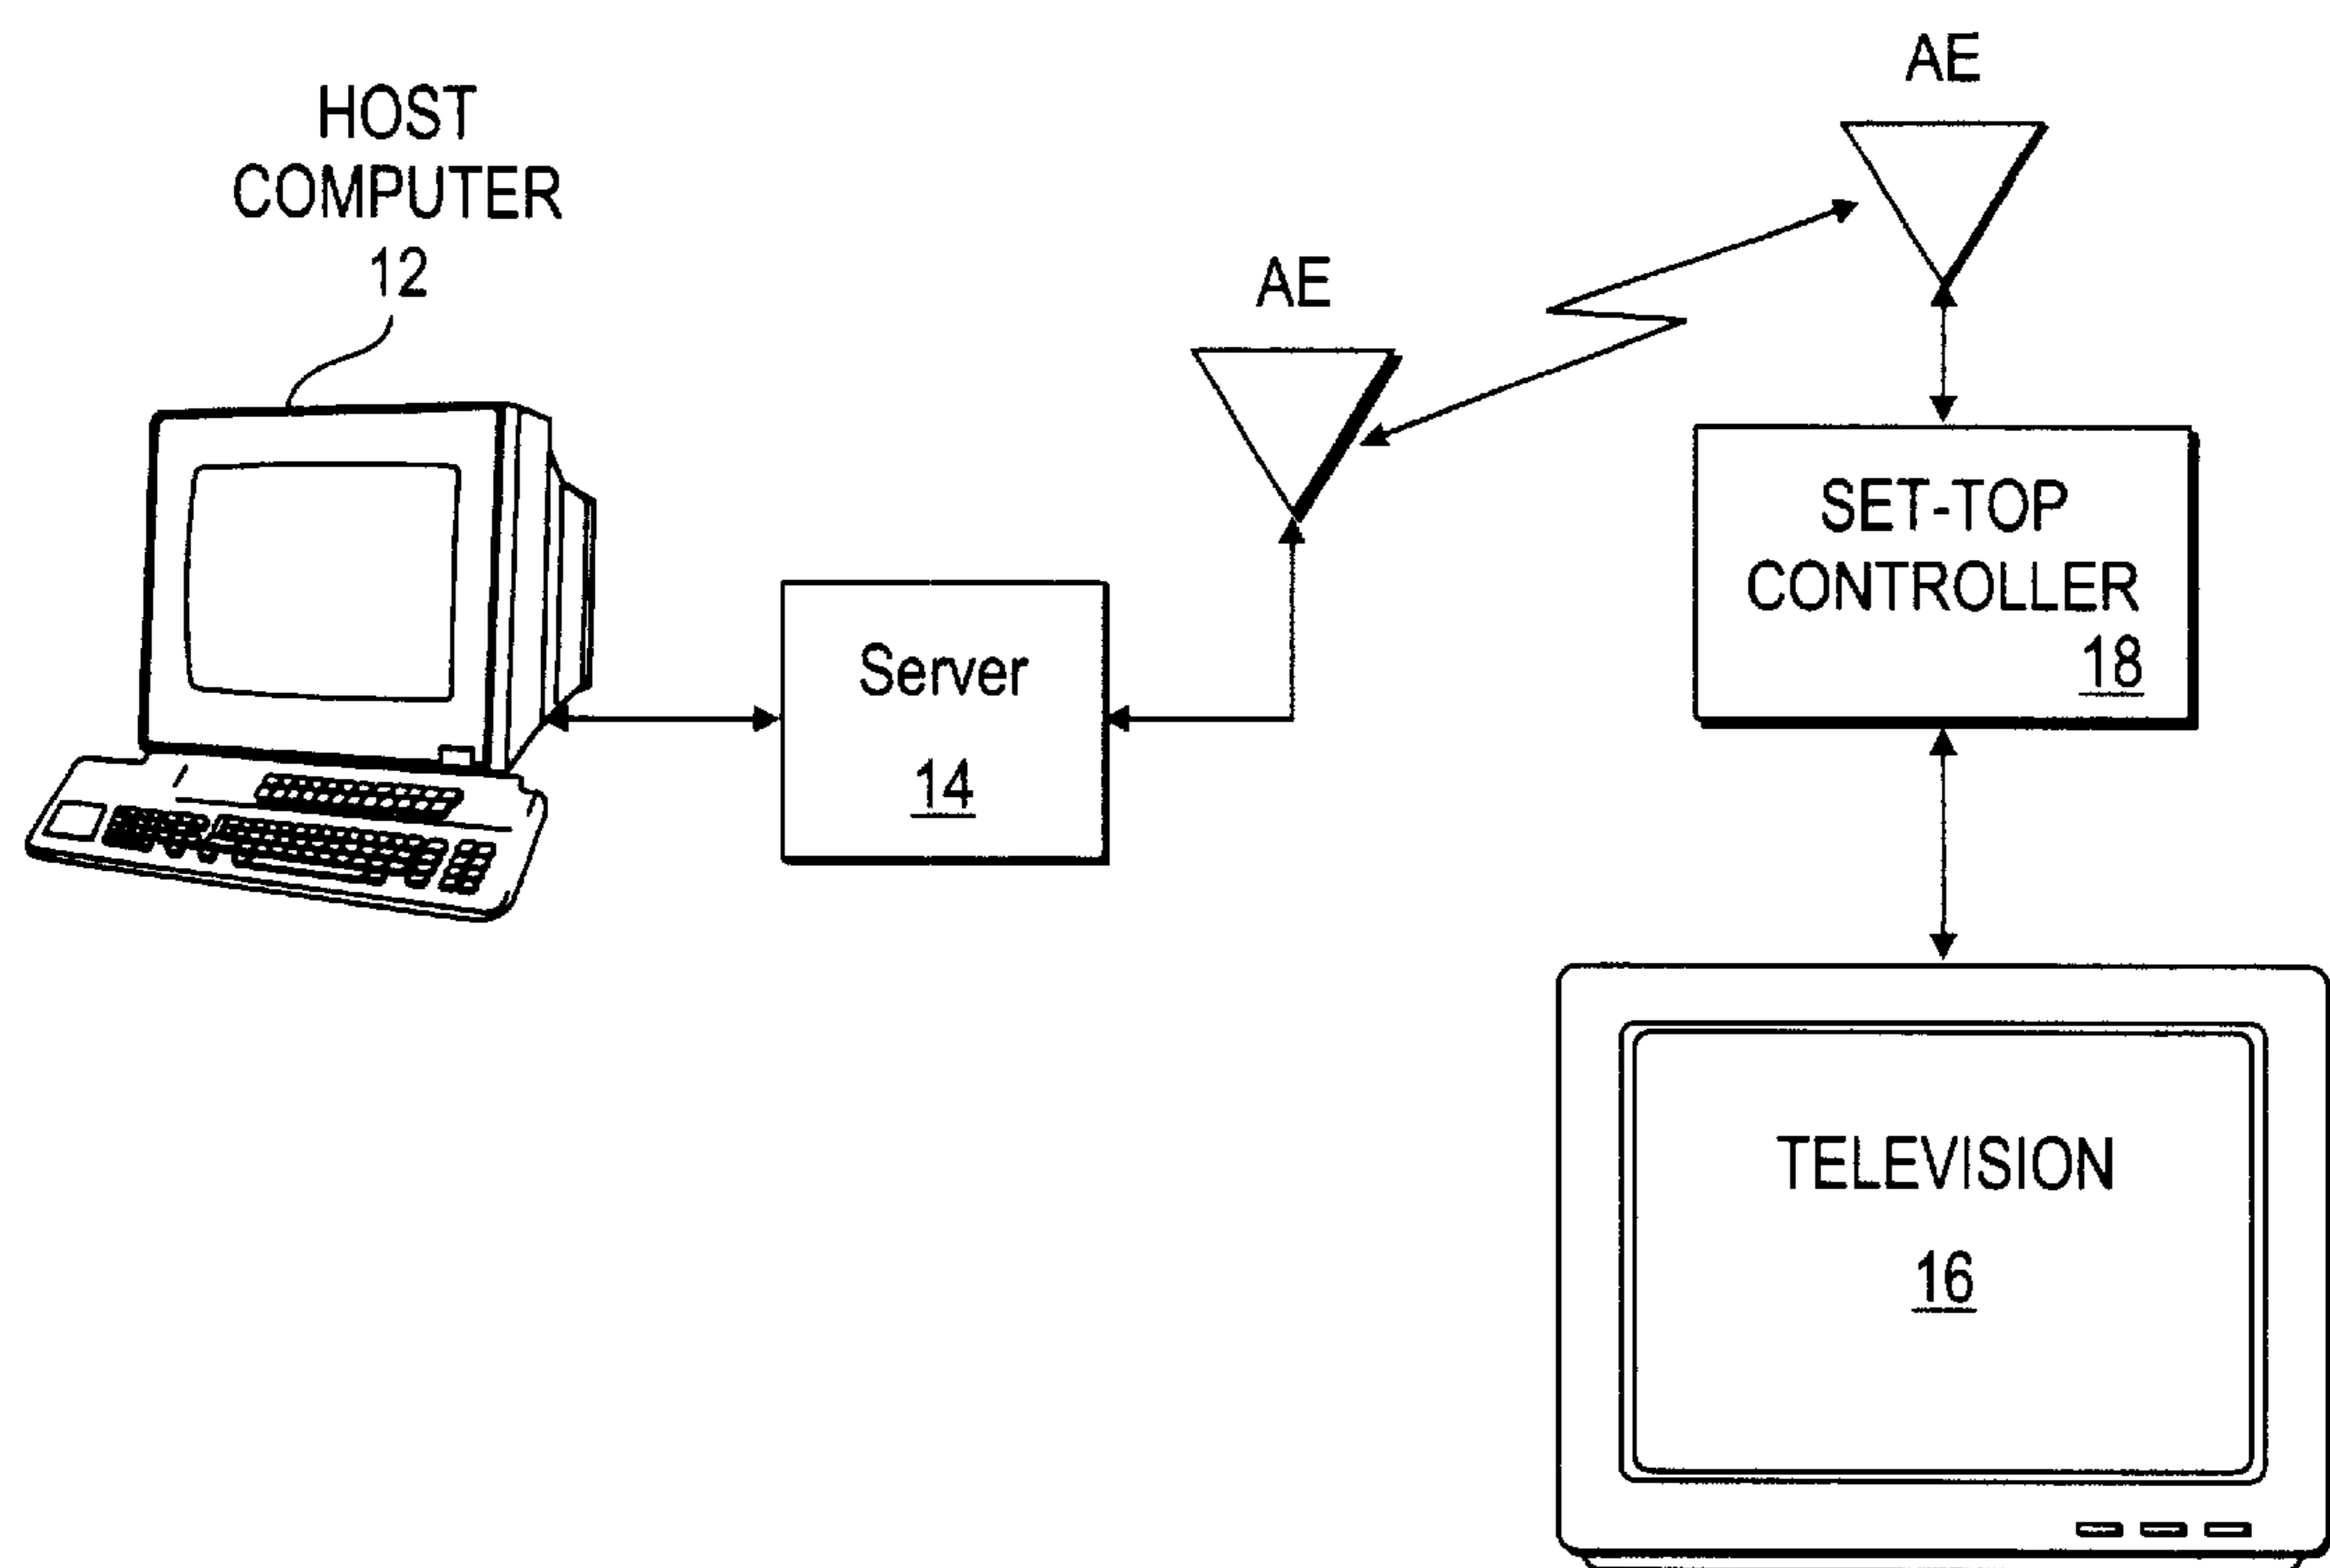 HOST
COMPUTER
12
AE
AE
Server
14
SET-TOP
CONTROLLER
18
TELEVISION
16